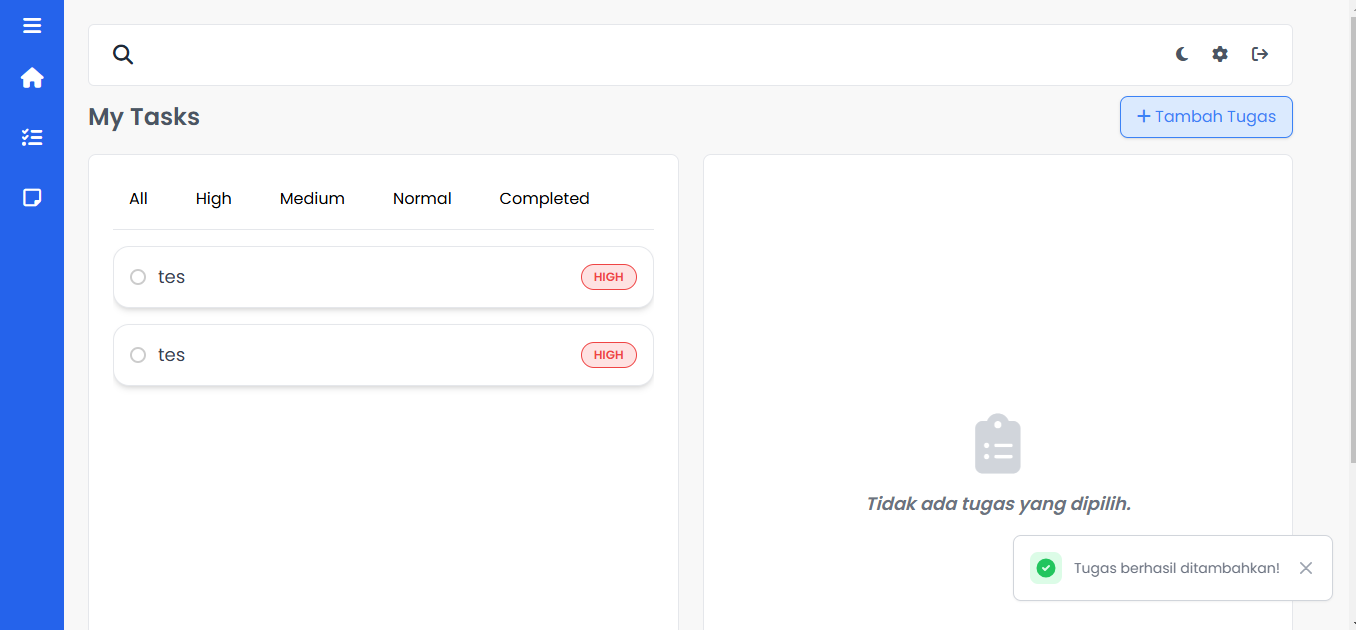 My Tasks
+ Tambah Tugas
All High Medium Normal Completed
tes HIGH
tes HIGH
Tidak ada tugas yang dipilih.
Tugas berhasil ditambahkan!